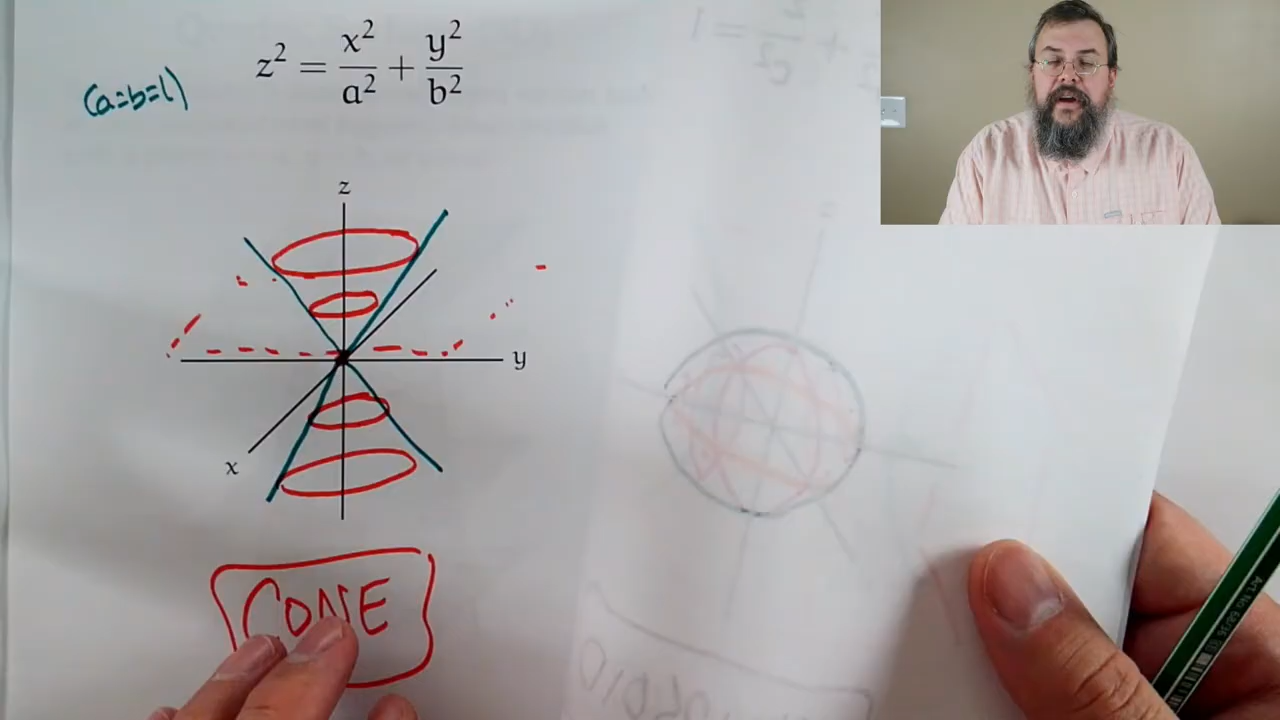 z² = x²/a² + y²/b²
(a=b=1)
z
y
x
CONE